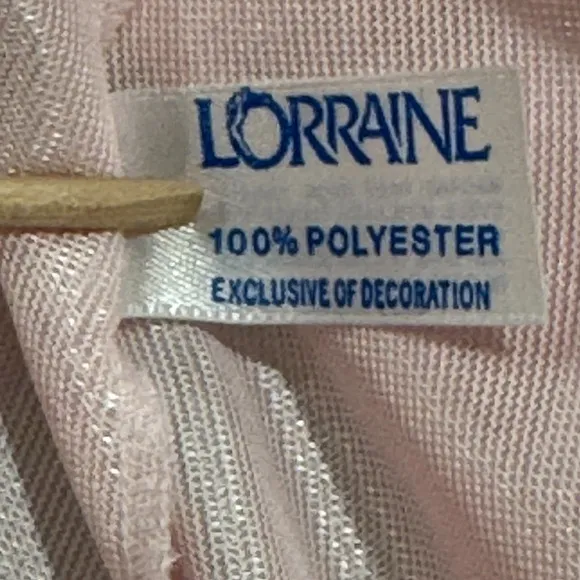 LORRAINE
100% POLYESTER
EXCLUSIVE OF DECORATION